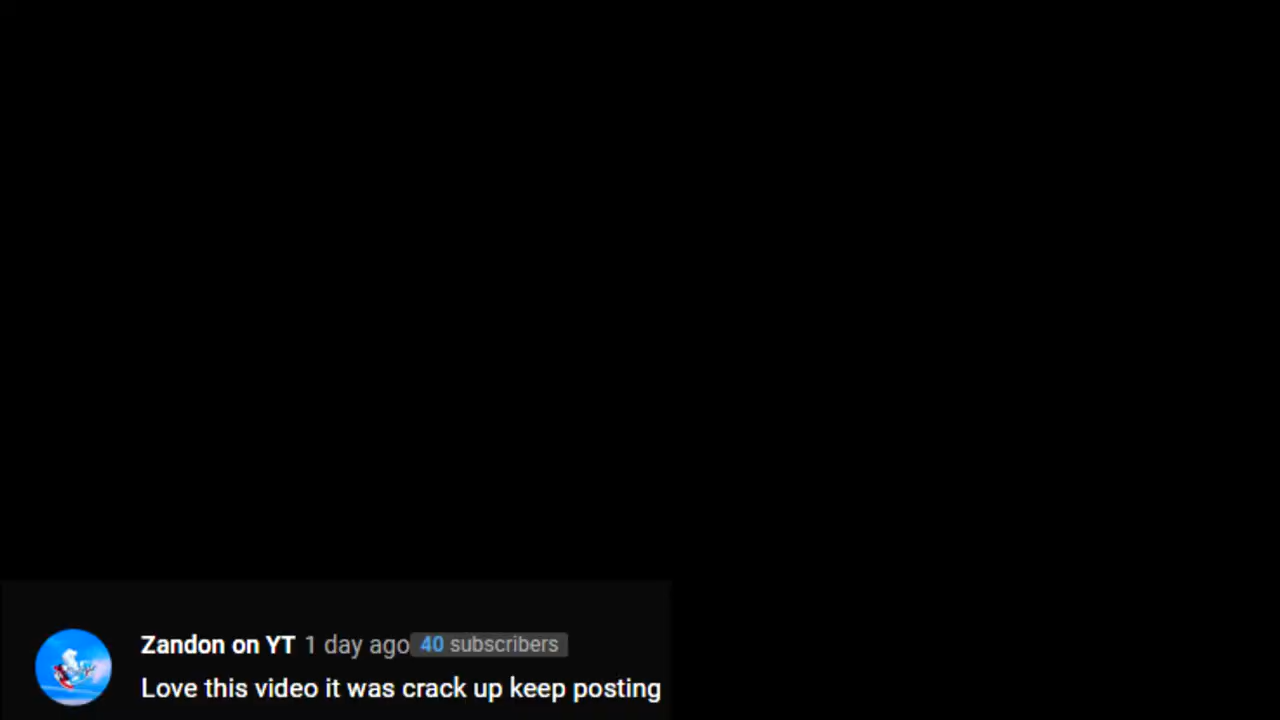 Zandon on YT 1 day ago 40 subscribers
Love this video it was crack up keep posting